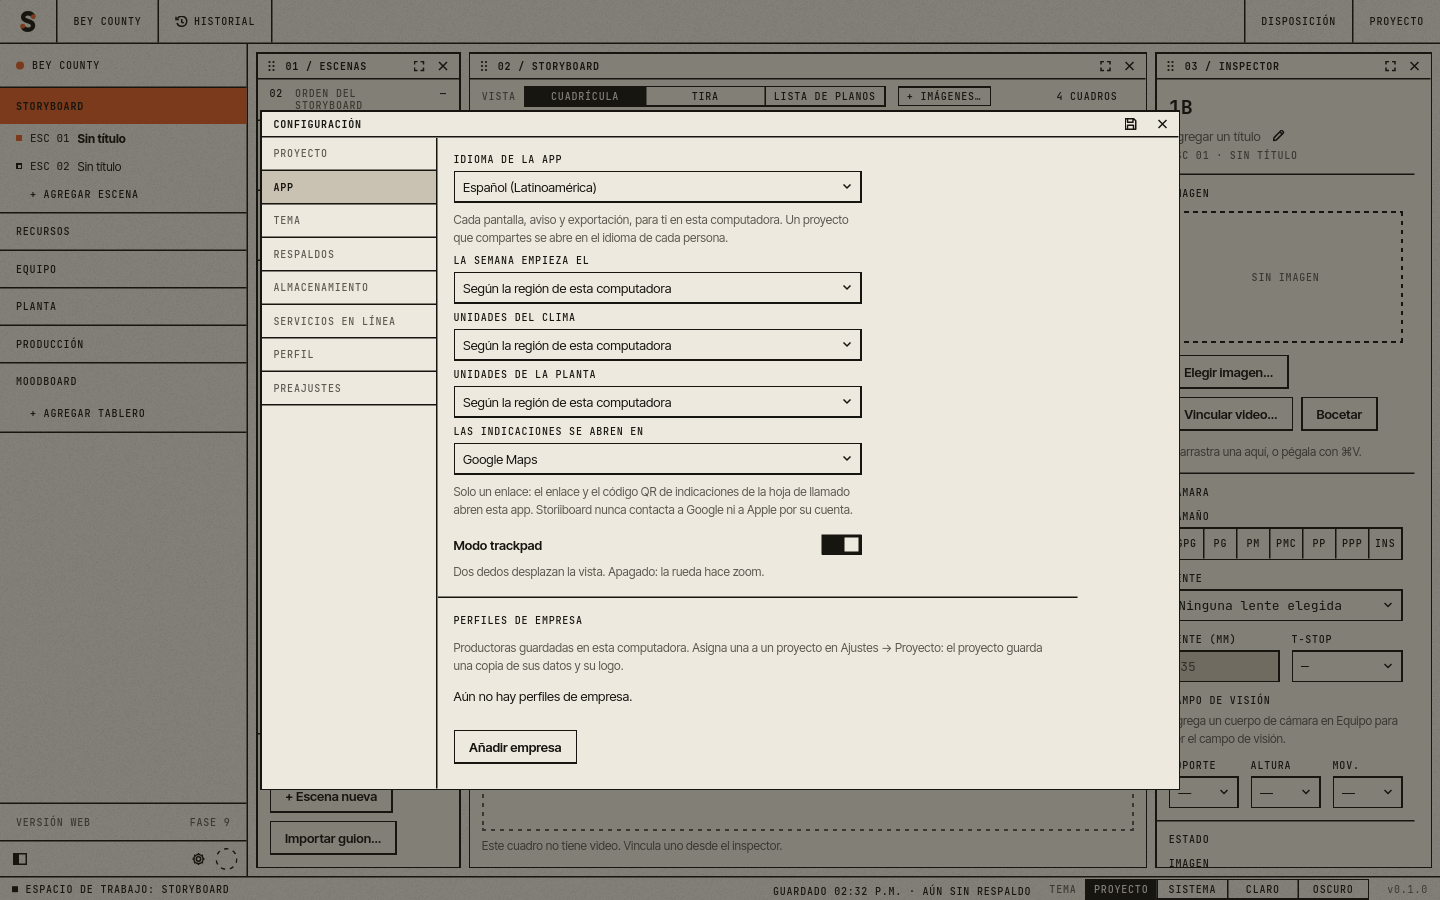 S
BEY COUNTY
HISTORIAL
DISPOSICIÓN
PROYECTO
BEY COUNTY
STORYBOARD
ESC 01 Sin título
ESC 02 Sin título
+ AGREGAR ESCENA
RECURSOS
EQUIPO
PLANTA
PRODUCCIÓN
MOODBOARD
+ AGREGAR TABLERO
VERSIÓN WEB
FASE 9
01 / ESCENAS
02 ORDEN DEL
STORYBOARD
–
+ Escena nueva
Importar guion…
02 / STORYBOARD
VISTA
CUADRÍCULA
TIRA
LISTA DE PLANOS
+ IMÁGENES…
4 CUADROS
Este cuadro no tiene video. Vincula uno desde el inspector.
CONFIGURACIÓN
PROYECTO
APP
TEMA
RESPALDOS
ALMACENAMIENTO
SERVICIOS EN LÍNEA
PERFIL
PREAJUSTES
IDIOMA DE LA APP
Español (Latinoamérica)
Cada pantalla, aviso y exportación, para ti en esta computadora. Un proyecto
que compartes se abre en el idioma de cada persona.
LA SEMANA EMPIEZA EL
Según la región de esta computadora
UNIDADES DEL CLIMA
Según la región de esta computadora
UNIDADES DE LA PLANTA
Según la región de esta computadora
LAS INDICACIONES SE ABREN EN
Google Maps
Solo un enlace: el enlace y el código QR de indicaciones de la hoja de llamado
abren esta app. Storiiboard nunca contacta a Google ni a Apple por su cuenta.
Modo trackpad
Dos dedos desplazan la vista. Apagado: la rueda hace zoom.
PERFILES DE EMPRESA
Productoras guardadas en esta computadora. Asigna una a un proyecto en Ajustes → Proyecto: el proyecto guarda
una copia de sus datos y su logo.
Aún no hay perfiles de empresa.
Añadir empresa
03 / INSPECTOR
1B
gregar un título
SC 01 · SIN TÍTULO
AGEN
SIN IMAGEN
Elegir imagen…
Vincular video…
Bocetar
arrastra una aquí, o pégala con ⌘V.
MARA
MAÑO
GPG PG PM PMC PP PPP INS
ENTE
Ninguna lente elegida
ENTE (MM)
T-STOP
35
—
AMPO DE VISIÓN
grega un cuerpo de cámara en Equipo para
er el campo de visión.
OPORTE
ALTURA
MOV.
—
—
—
ESTADO
IMAGEN
ESPACIO DE TRABAJO: STORYBOARD
GUARDADO 02:32 P.M. · AÚN SIN RESPALDO
TEMA
PROYECTO
SISTEMA
CLARO
OSCURO
v0.1.0